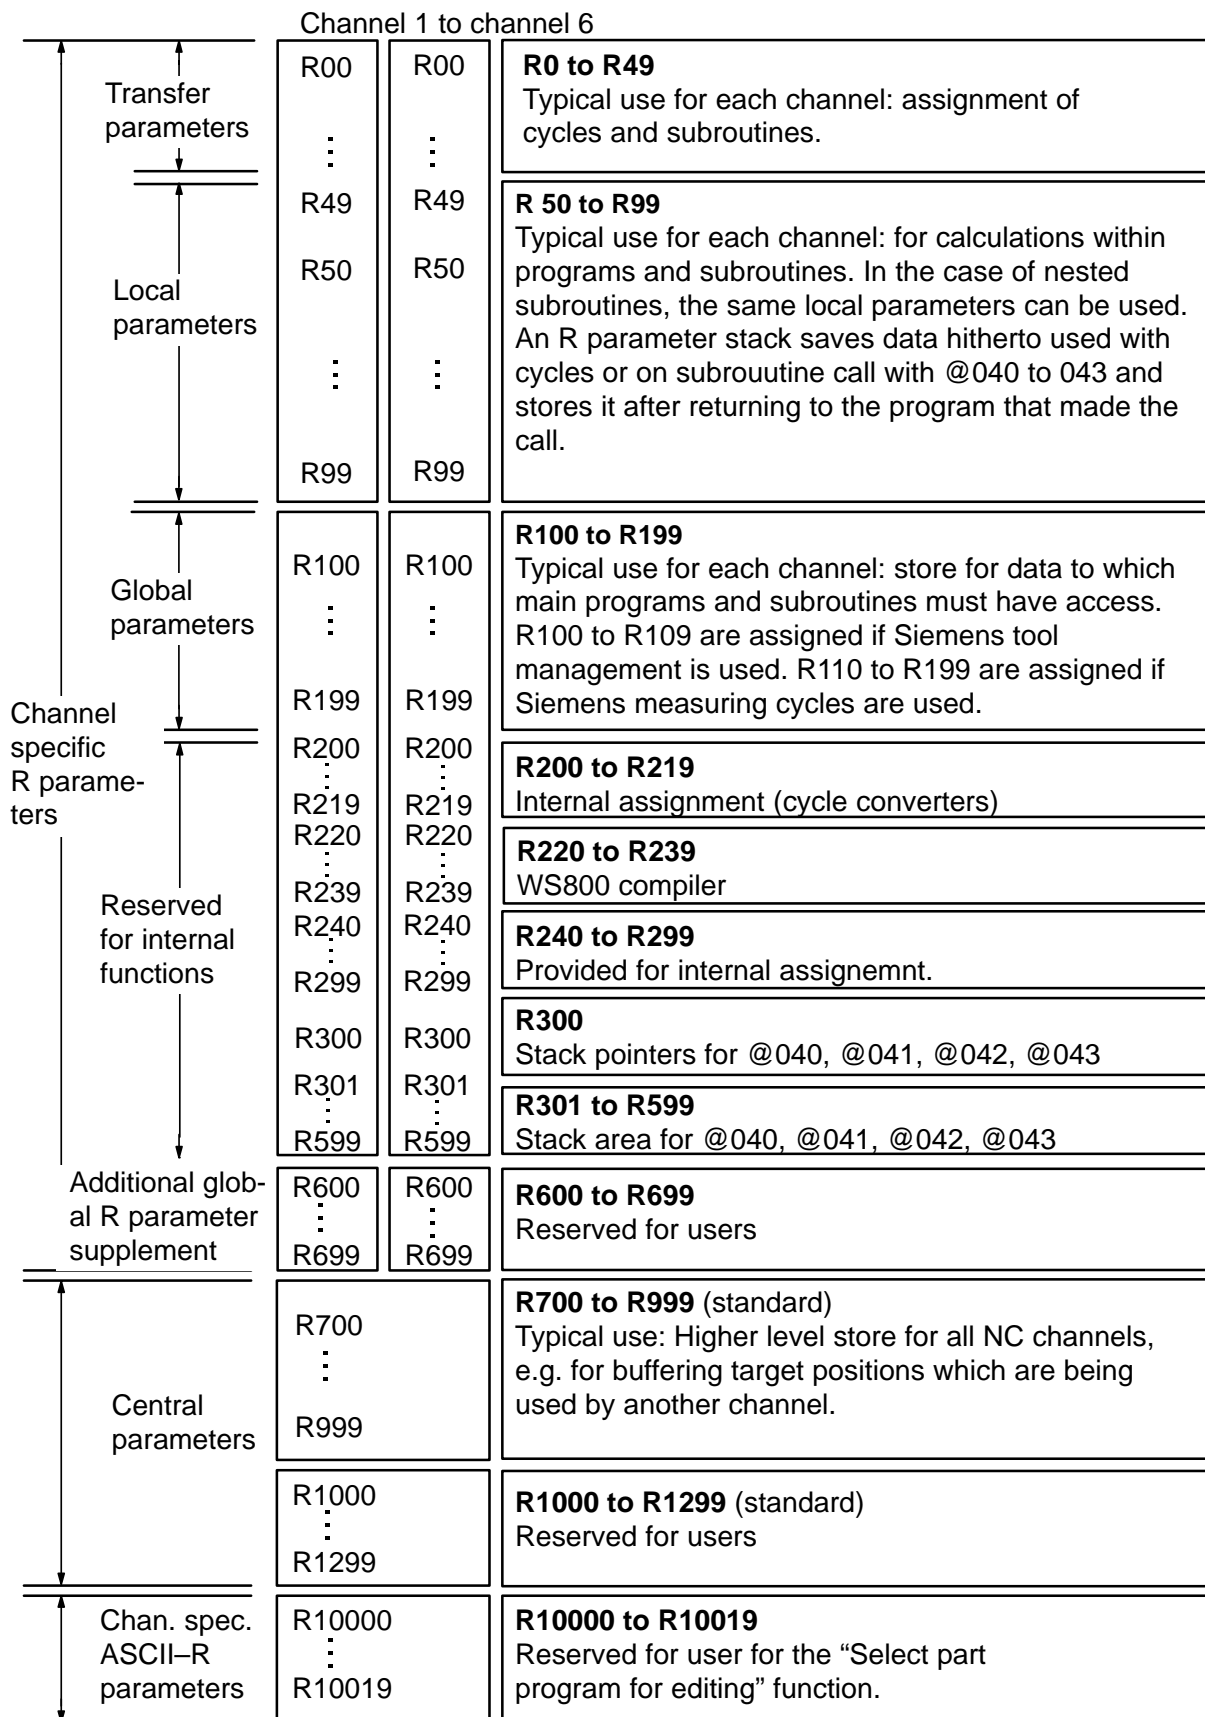 Channel 1 to channel 6
Transfer
parameters
R00 R00
R0 to R49
Typical use for each channel: assignment of
cycles and subroutines.
R49 R49
Local
parameters
R50 R50
R99 R99
R 50 to R99
Typical use for each channel: for calculations within
programs and subroutines. In the case of nested
subroutines, the same local parameters can be used.
An R parameter stack saves data hitherto used with
cycles or on subrouutine call with @040 to 043 and
stores it after returning to the program that made the
call.
Global
parameters
R100 R100
R199 R199
R100 to R199
Typical use for each channel: store for data to which
main programs and subroutines must have access.
R100 to R109 are assigned if Siemens tool
management is used. R110 to R199 are assigned if
Siemens measuring cycles are used.
Channel
specific
R parame-
ters
Reserved
for internal
functions
R200 R200
R219 R219
R200 to R219
Internal assignment (cycle converters)
R220 R220
R239 R239
R220 to R239
WS800 compiler
R240 R240
R299 R299
R240 to R299
Provided for internal assignemnt.
R300 R300
R300
Stack pointers for @040, @041, @042, @043
R301 R301
R599 R599
R301 to R599
Stack area for @040, @041, @042, @043
Additional glob-
al R parameter
supplement
R600 R600
R699 R699
R600 to R699
Reserved for users
Central
parameters
R700
R999
R700 to R999 (standard)
Typical use: Higher level store for all NC channels,
e.g. for buffering target positions which are being
used by another channel.
R1000
R1299
R1000 to R1299 (standard)
Reserved for users
Chan. spec.
ASCII–R
parameters
R10000
R10019
R10000 to R10019
Reserved for user for the “Select part
program for editing” function.